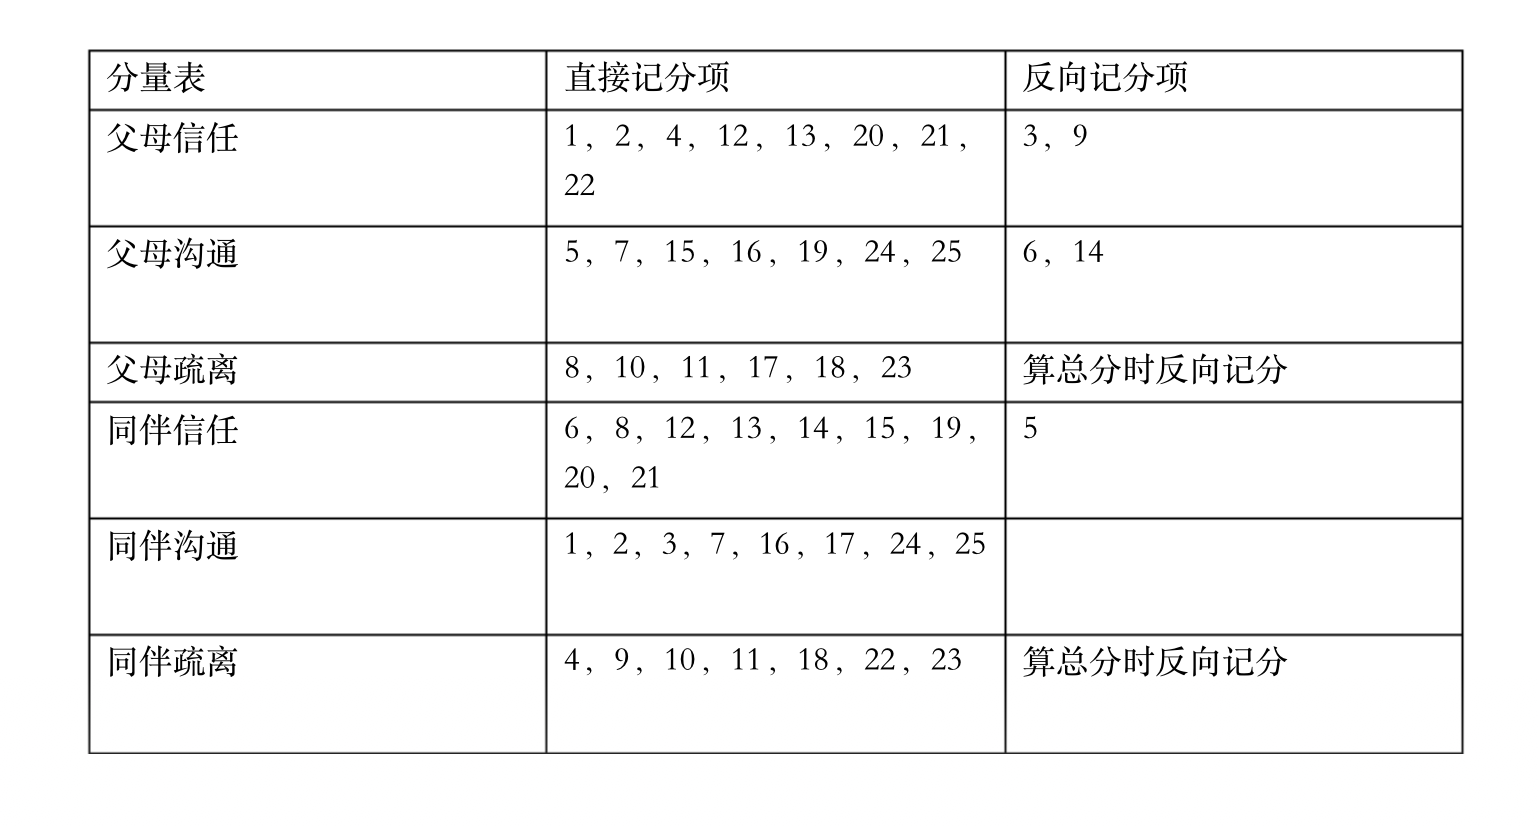 分量表 直接记分项 反向记分项
父母信任 1，2，4，12，13，20，21， 3，9
22
父母沟通 5，7，15，16，19，24，25 6，14
父母疏离 8，10，11，17，18，23 算总分时反向记分
同伴信任 6，8，12，13，14，15，19， 5
20，21
同伴沟通 1，2，3，7，16，17，24，25
同伴疏离 4，9，10，11，18，22，23 算总分时反向记分